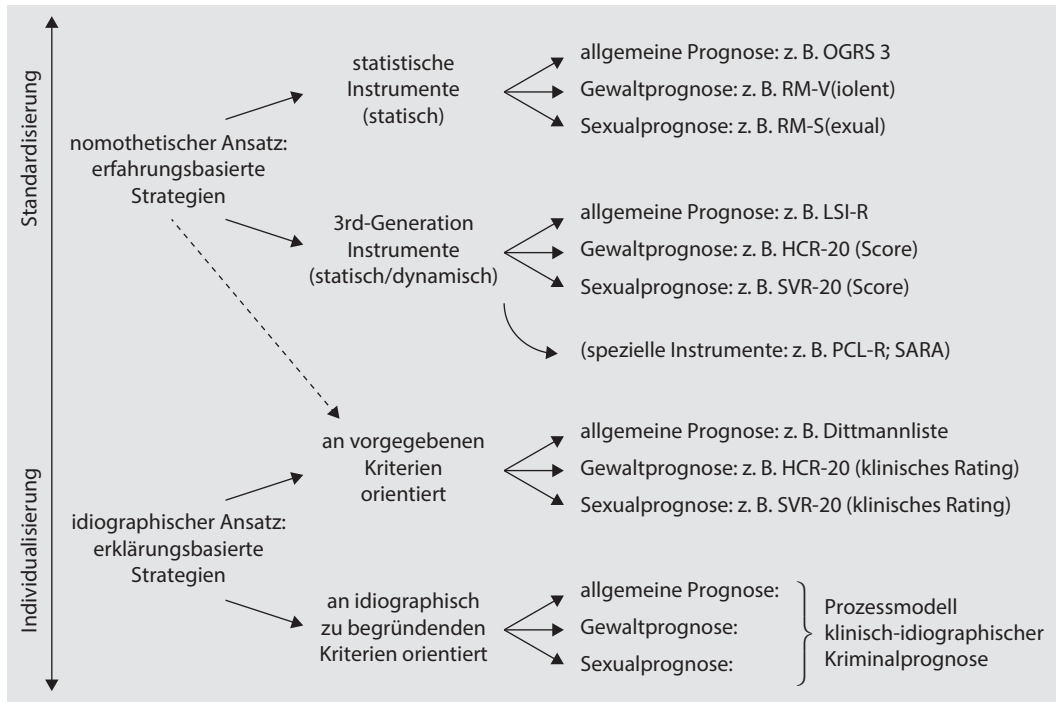 Standardisierung
nomothetischer Ansatz:
erfahrungsbasierte
Strategien
statistische
Instrumente
(statisch)
allgemeine Prognose: z. B. OGRS 3
Gewaltprognose: z. B. RM-V(iolent)
Sexualprognose: z. B. RM-S(exual)
3rd-Generation
Instrumente
(statisch/dynamisch)
allgemeine Prognose: z. B. LSI-R
Gewaltprognose: z. B. HCR-20 (Score)
Sexualprognose: z. B. SVR-20 (Score)
(spezielle Instrumente: z. B. PCL-R; SARA)
Individualisierung
idiographischer Ansatz:
erklärungsbasierte
Strategien
an vorgegebenen
Kriterien
orientiert
allgemeine Prognose: z. B. Dittmannliste
Gewaltprognose: z. B. HCR-20 (klinisches Rating)
Sexualprognose: z. B. SVR-20 (klinisches Rating)
an idiographisch
zu begründenden
Kriterien orientiert
allgemeine Prognose:
Gewaltprognose:
Sexualprognose:
Prozessmodell
klinisch-idiographischer
Kriminalprognose